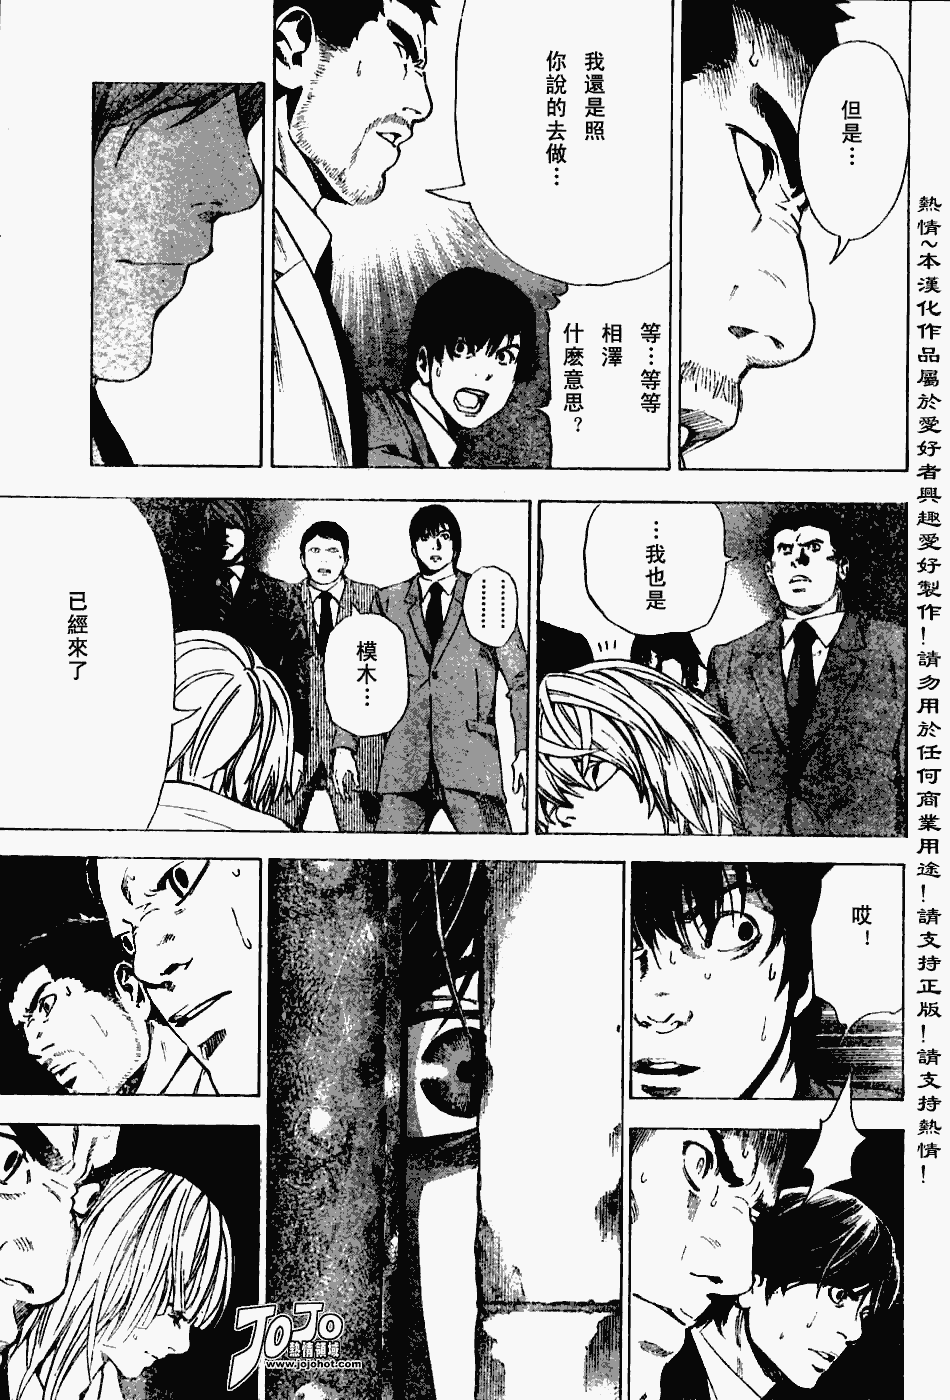 但是…
我還是照
你說的去做…
等…等等
相澤
什麽意思？
…我也是
…………
模木…
已經來了
哎！
熱情~本漢化作品屬於愛好者興趣愛好製作！請勿用於任何商業用途！請支持正版！請支持熱情！
JOJO
熱情領域
www.jojohot.com